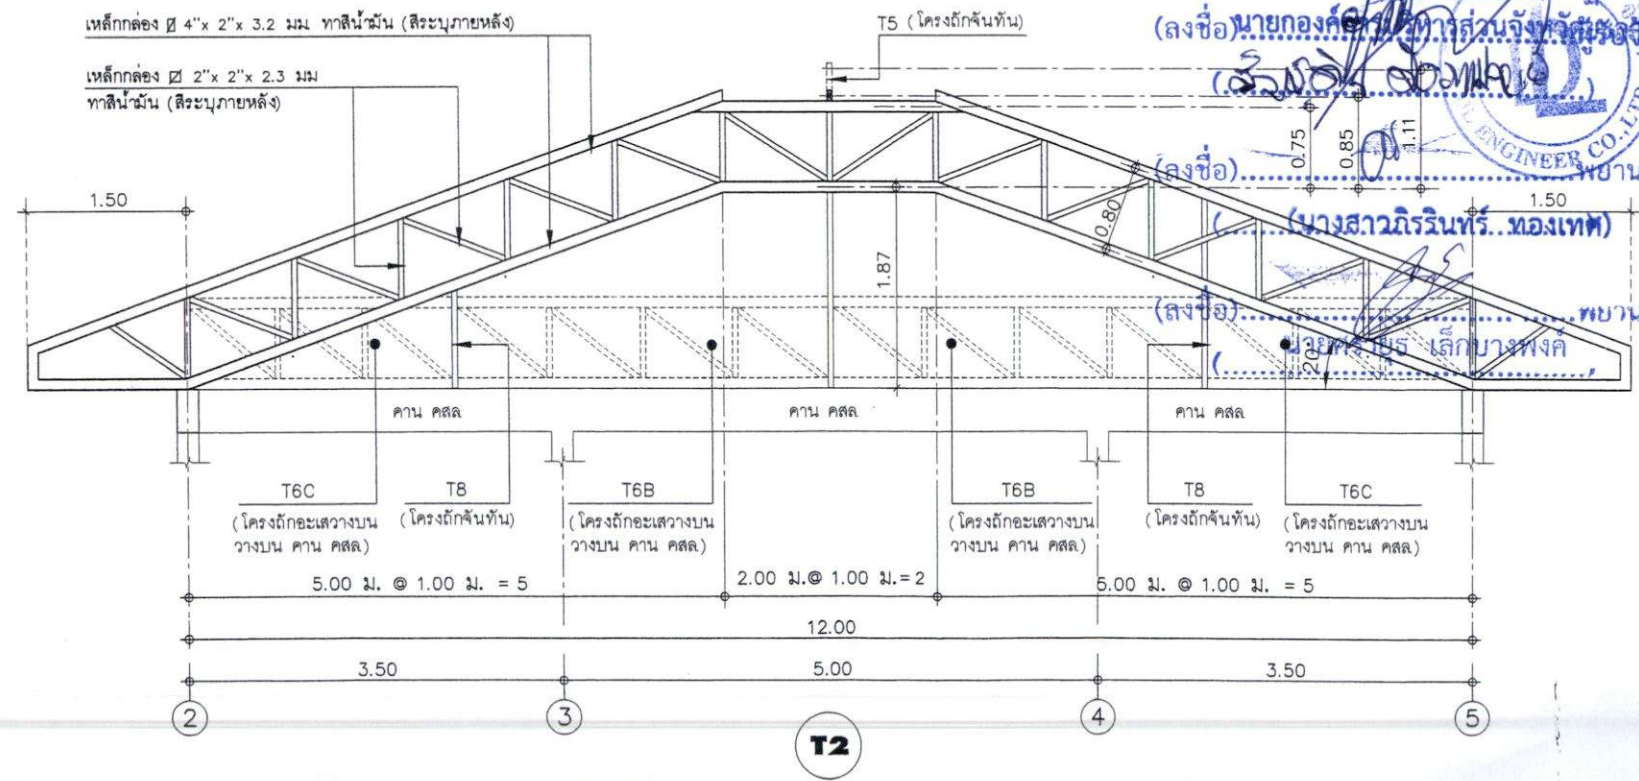 เหล็กกล่อง 4"x 2"x 3.2 มม. ทาสีน้ำมัน (สีระบุภายหลัง)
เหล็กกล่อง 2"x 2"x 2.3 มม
ทาสีน้ำมัน (สีระบุภายหลัง)
T5 (โครงถักจันทัน)
(ลงชื่อ)
ENGINEER CO.,LTD
(ลงชื่อ)
พยาน
(นางสาวภิรรินทร์ ทองเทศ)
(ลงชื่อ)
พยาน
เล็กบางพงค์
1.50
0.75
0.85
1.11
0.80
1.87
1.50
คาน คสล
คาน คสล
คาน คสล
T6C
(โครงถักอะเสวางบน
วางบน คาน คสล)
T8
(โครงถักจันทัน)
T6B
(โครงถักอะเสวางบน
วางบน คาน คสล)
T6B
(โครงถักอะเสวางบน
วางบน คาน คสล)
T8
(โครงถักจันทัน)
T6C
(โครงถักอะเสวางบน
วางบน คาน คสล)
5.00 ม. @ 1.00 ม. = 5
2.00 ม.@ 1.00 ม.=2
5.00 ม. @ 1.00 ม. = 5
12.00
3.50
5.00
3.50
2
3
4
5
T2